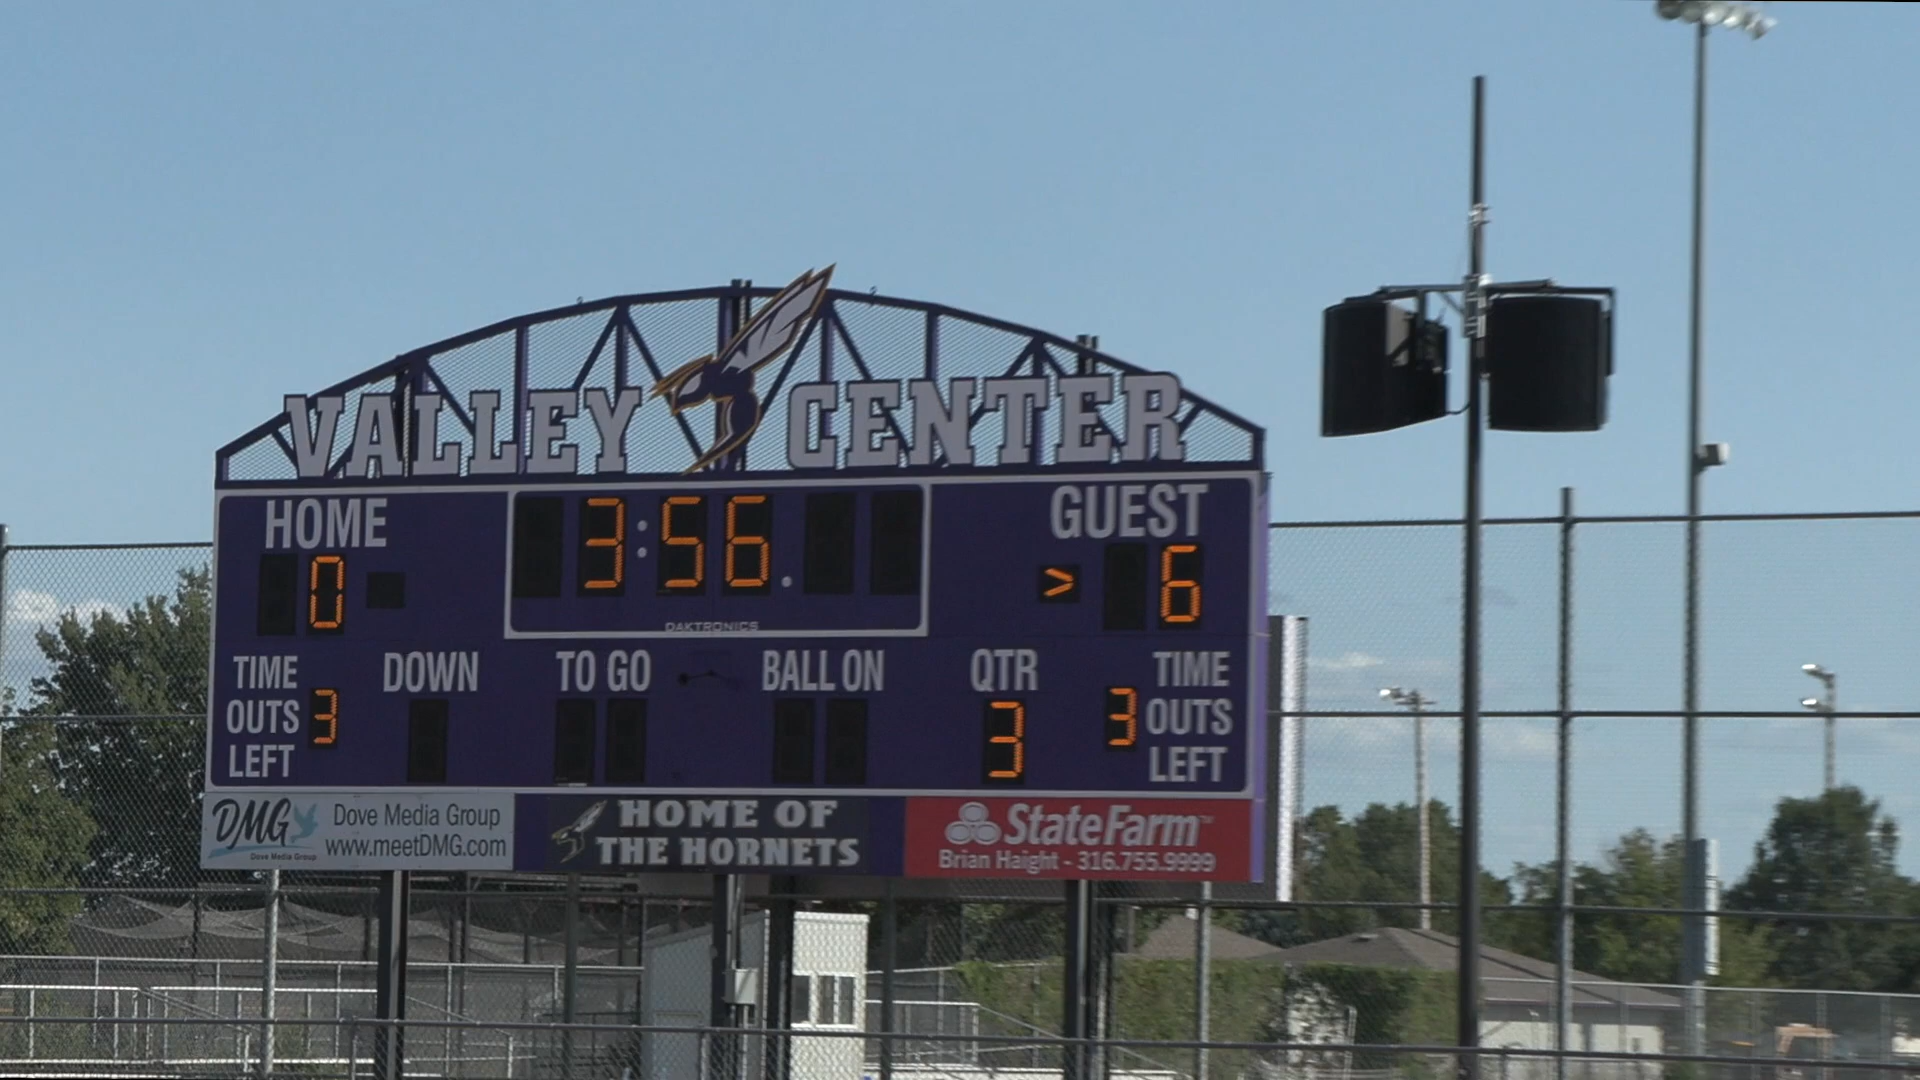 VALLEY CENTER
HOME 3:56 GUEST
0 > 6
DAKTRONICS
TIME OUTS LEFT 3
DOWN
TO GO
BALL ON
QTR 3
3 TIME OUTS LEFT
DMG Dove Media Group
Dove Media Group
www.meetDMG.com
HOME OF
THE HORNETS
StateFarm™
Brian Haight - 316.755.9999